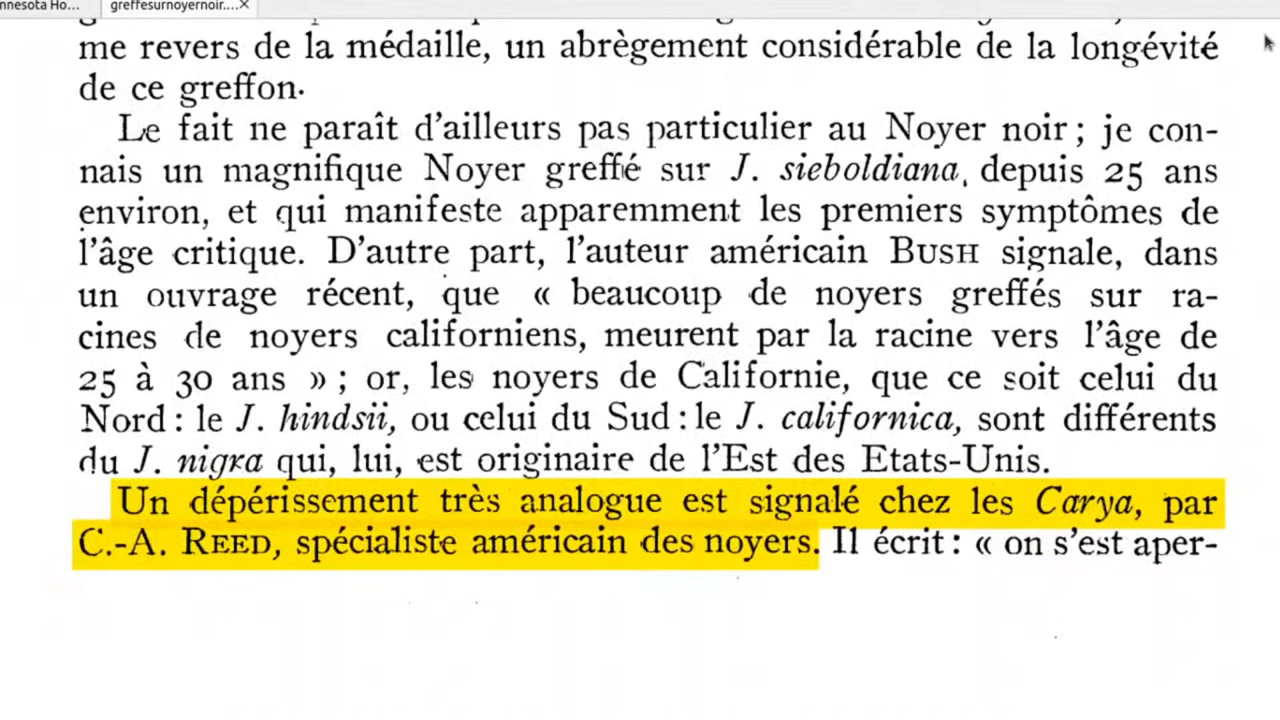 nnesota Ho...
greffesurnoyernoir....×
me revers de la médaille, un abrègement considérable de la longévité
de ce greffon.
Le fait ne paraît d'ailleurs pas particulier au Noyer noir ; je con-
nais un magnifique Noyer greffé sur J. sieboldiana, depuis 25 ans
environ, et qui manifeste apparemment les premiers symptômes de
l'âge critique. D'autre part, l'auteur américain BUSH signale, dans
un ouvrage récent, que « beaucoup de noyers greffés sur ra-
cines de noyers californiens, meurent par la racine vers l'âge de
25 à 30 ans » ; or, les noyers de Californie, que ce soit celui du
Nord : le J. hindsii, ou celui du Sud : le J. californica, sont différents
du J. nigra qui, lui, est originaire de l'Est des Etats-Unis.
Un dépérissement très analogue est signalé chez les Carya, par
C.-A. REED, spécialiste américain des noyers. Il écrit : « on s'est aper-